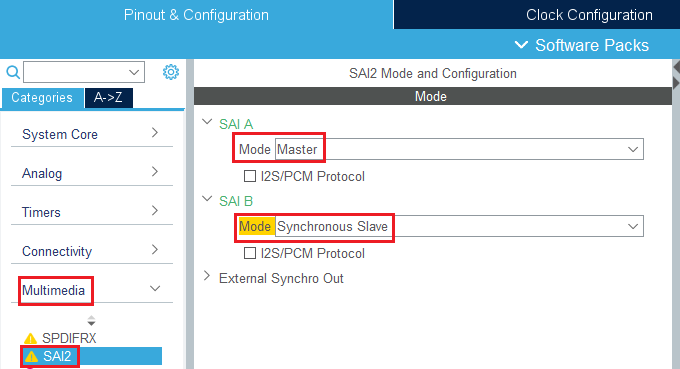 Pinout & Configuration
Clock Configuration
Software Packs
Categories
A->Z
System Core
Analog
Timers
Connectivity
Multimedia
SPDIFRX
SAI2
SAI2 Mode and Configuration
Mode
SAI A
Mode Master
I2S/PCM Protocol
SAI B
Mode Synchronous Slave
I2S/PCM Protocol
External Synchro Out